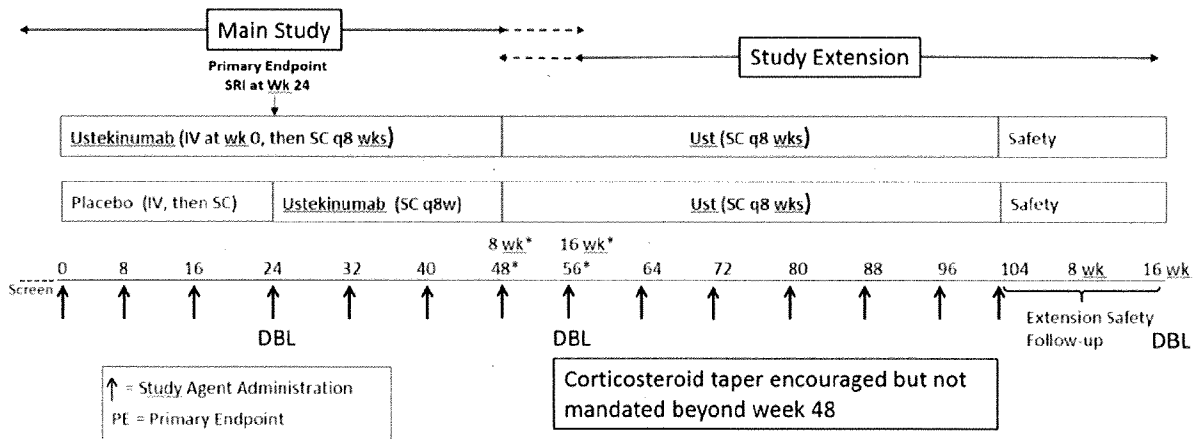 Main Study
Study Extension
Primary Endpoint
SRI at Wk 24
Ustekinumab (IV at wk 0, then SC q8 wks)
Ust (SC q8 wks)
Safety
Placebo (IV, then SC)
Ustekinumab (SC q8w)
Ust (SC q8 wks)
Safety
8 wk* 16 wk*
0 8 16 24 32 40 48* 56* 64 72 80 88 96 104 8 wk 16 wk
Screen
Extension Safety
Follow-up
DBL DBL DBL
↑ = Study Agent Administration
PE = Primary Endpoint
Corticosteroid taper encouraged but not
mandated beyond week 48